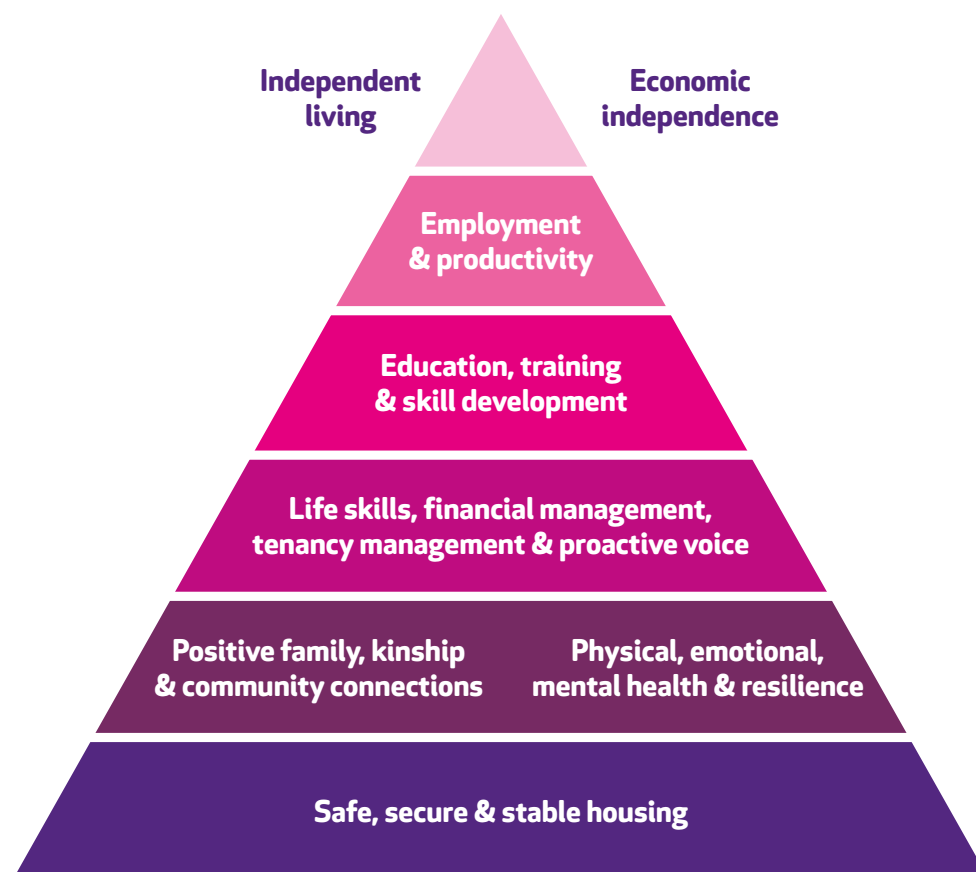 Independent
living
Economic
independence
Employment
& productivity
Education, training
& skill development
Life skills, financial management,
tenancy management & proactive voice
Positive family, kinship
& community connections
Physical, emotional,
mental health & resilience
Safe, secure & stable housing